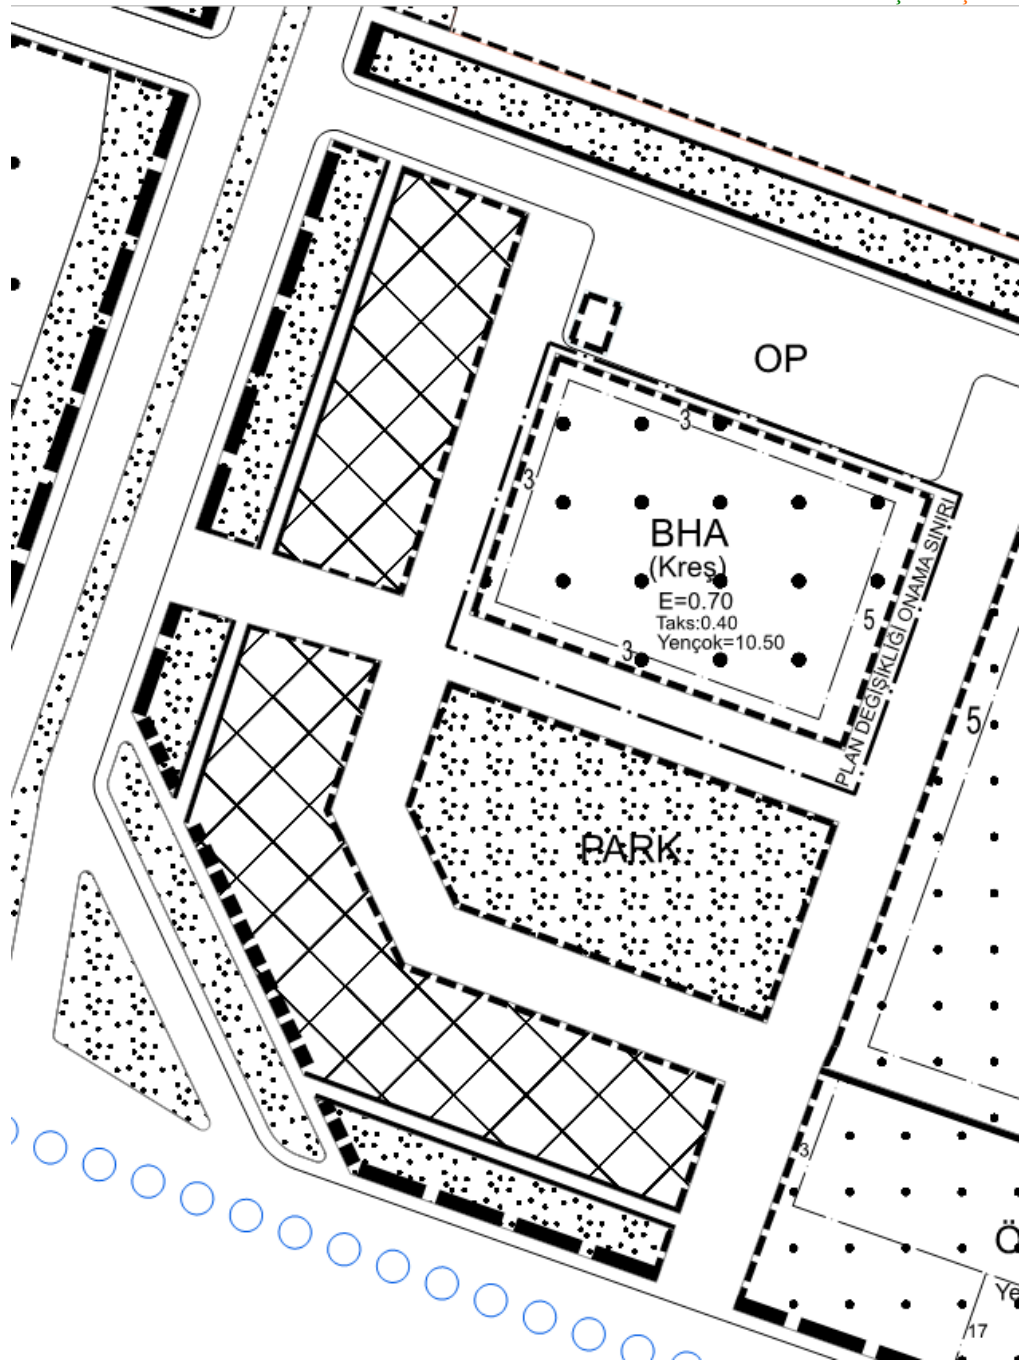 OP
3
3
BHA
(Kreş)
E=0.70
Taks:0.40
Yençok=10.50
5
3
PLAN DEĞİŞİKLİĞİ ONAMA SINIRI
5
PARK
3
Ö
Ye
17